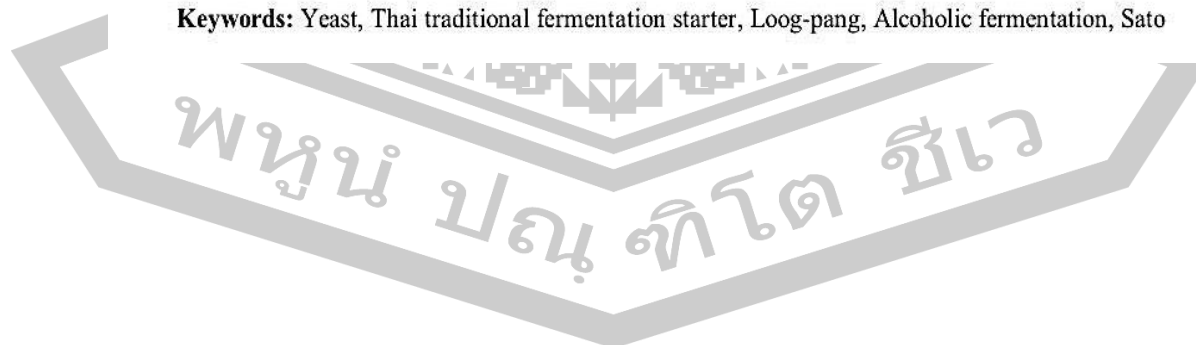 Keywords: Yeast, Thai traditional fermentation starter, Loog-pang, Alcoholic fermentation, Sato
พหูนํ ปณฺฑิโต ชีเว